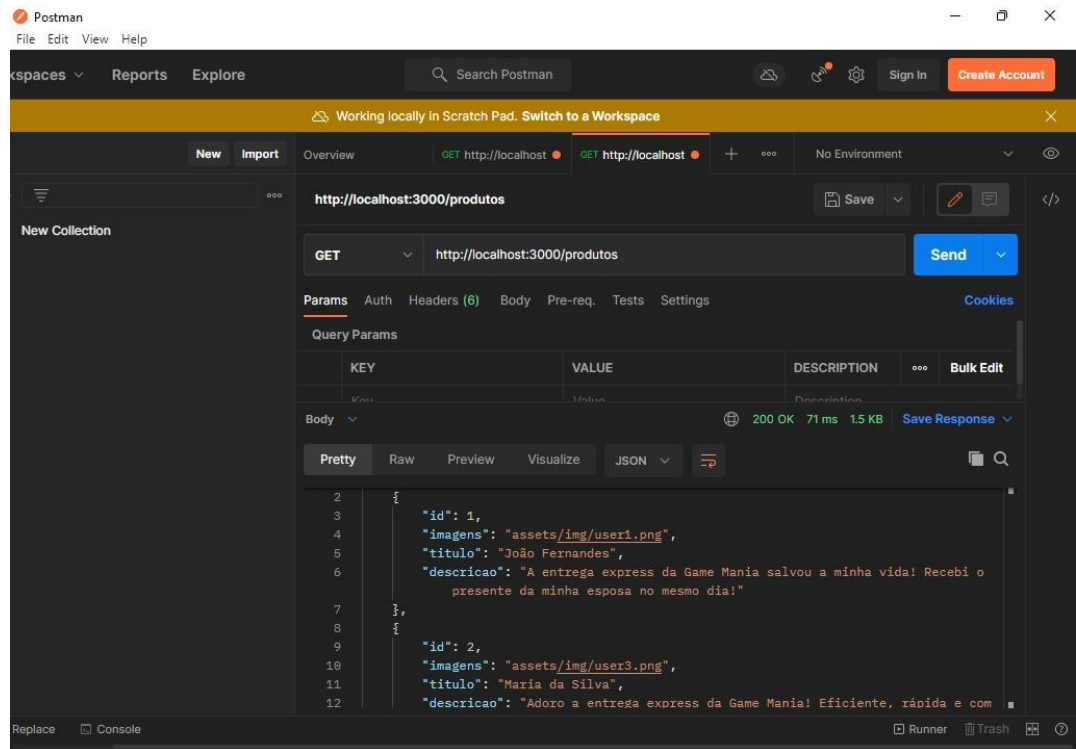 Postman
File Edit View Help
kspaces Reports Explore Search Postman Sign In Create Account
Working locally in Scratch Pad. Switch to a Workspace
New Import Overview GET http://localhost GET http://localhost No Environment
http://localhost:3000/produtos Save
New Collection
GET http://localhost:3000/produtos Send
Params Auth Headers (6) Body Pre-req. Tests Settings Cookies
Query Params
KEY VALUE DESCRIPTION Bulk Edit
Key Value Description
Body 200 OK 71 ms 1.5 KB Save Response
Pretty Raw Preview Visualize JSON
2 {
3 "id": 1,
4 "imagens": "assets/img/user1.png",
5 "titulo": "João Fernandes",
6 "descricao": "A entrega express da Game Mania salvou a minha vida! Recebi o
presente da minha esposa no mesmo dia!"
7 },
8 {
9 "id": 2,
10 "imagens": "assets/img/user3.png",
11 "titulo": "Maria da Silva",
12 "descricao": "Adoro a entrega express da Game Mania! Eficiente, rápida e com
Replace Console Runner Trash